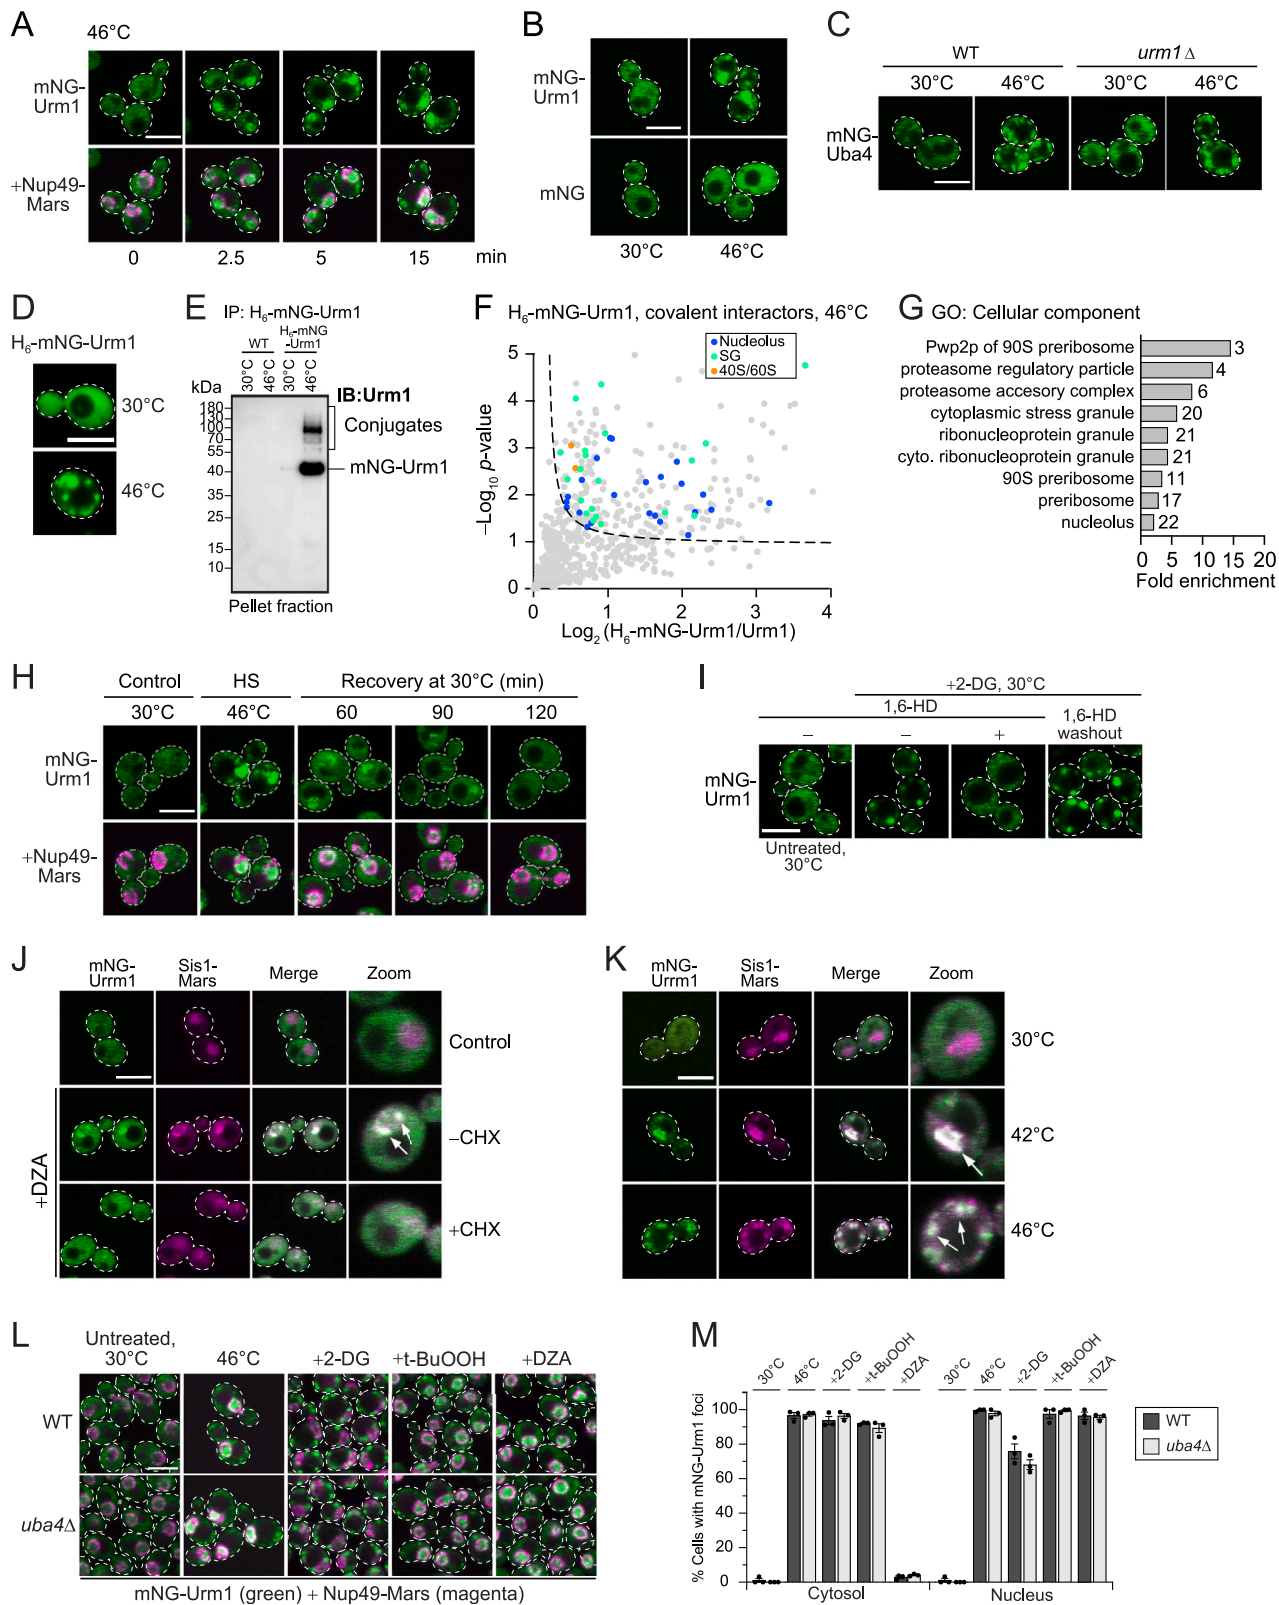 A
46°C
mNG-
Urm1
+Nup49-
Mars
0 2.5 5 15 min
B
mNG-
Urm1
mNG
30°C 46°C
C
WT urm1Δ
30°C 46°C 30°C 46°C
mNG-
Uba4
D
H6-mNG-Urm1
30°C
46°C
E
IP: H6-mNG-Urm1
WT
H6-mNG
-Urm1
30°C 46°C 30°C 46°C
kDa
IB:Urm1
180
130
100
70
55
40
35
25
15
10
Conjugates
mNG-Urm1
Pellet fraction
F
H6-mNG-Urm1, covalent interactors, 46°C
Nucleolus
SG
40S/60S
–Log10 p-value
5
4
3
2
1
0
0 1 2 3 4
Log2 (H6-mNG-Urm1/Urm1)
G
GO: Cellular component
Pwp2p of 90S preribosome 3
proteasome regulatory particle 4
proteasome accesory complex 6
cytoplasmic stress granule 20
ribonucleoprotein granule 21
cyto. ribonucleoprotein granule 21
90S preribosome 11
preribosome 17
nucleolus 22
0 5 10 15 20
Fold enrichment
H
Control HS Recovery at 30°C (min)
30°C 46°C 60 90 120
mNG-
Urm1
+Nup49-
Mars
I
+2-DG, 30°C
1,6-HD
1,6-HD
washout
– – +
mNG-
Urm1
Untreated,
30°C
J
mNG-
Urrm1
Sis1-
Mars
Merge Zoom
Control
+DZA
–CHX
+CHX
K
mNG-
Urm1
Sis1-
Mars
Merge Zoom
30°C
42°C
46°C
L
Untreated,
30°C
46°C +2-DG +t-BuOOH +DZA
WT
uba4Δ
mNG-Urm1 (green) + Nup49-Mars (magenta)
M
30°C 46°C +2-DG +t-BuOOH +DZA 30°C 46°C +2-DG +t-BuOOH +DZA
% Cells with mNG-Urm1 foci
100
80
60
40
20
0
Cytosol Nucleus
WT
uba4Δ